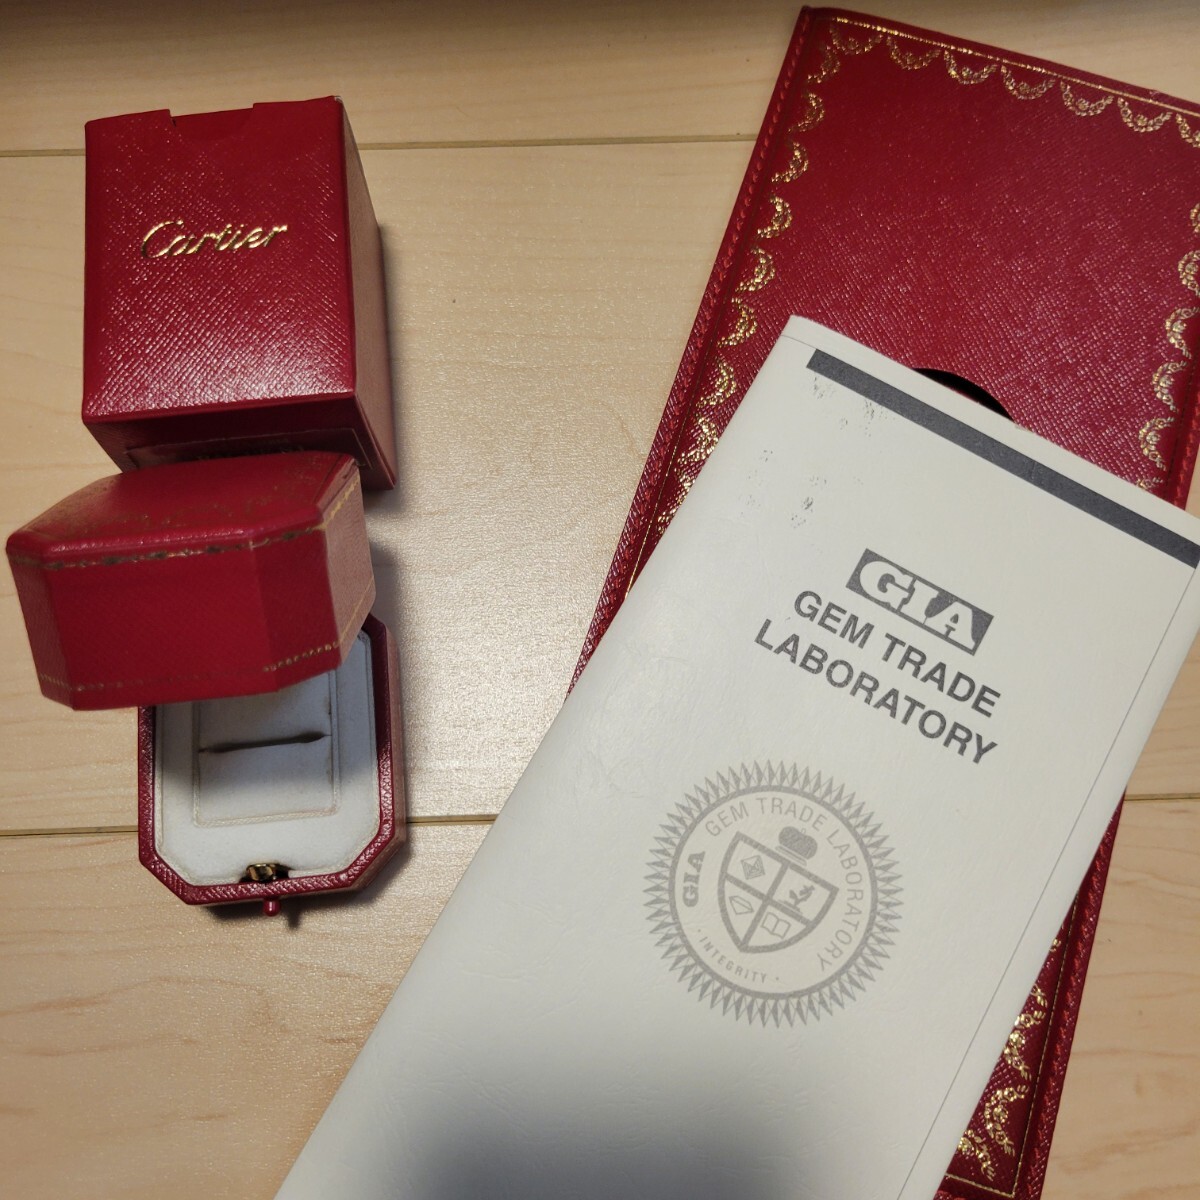 Cartier
GIA
GEM TRADE
LABORATORY
GEM TRADE LABORATORY
GIA
· INTEGRITY ·